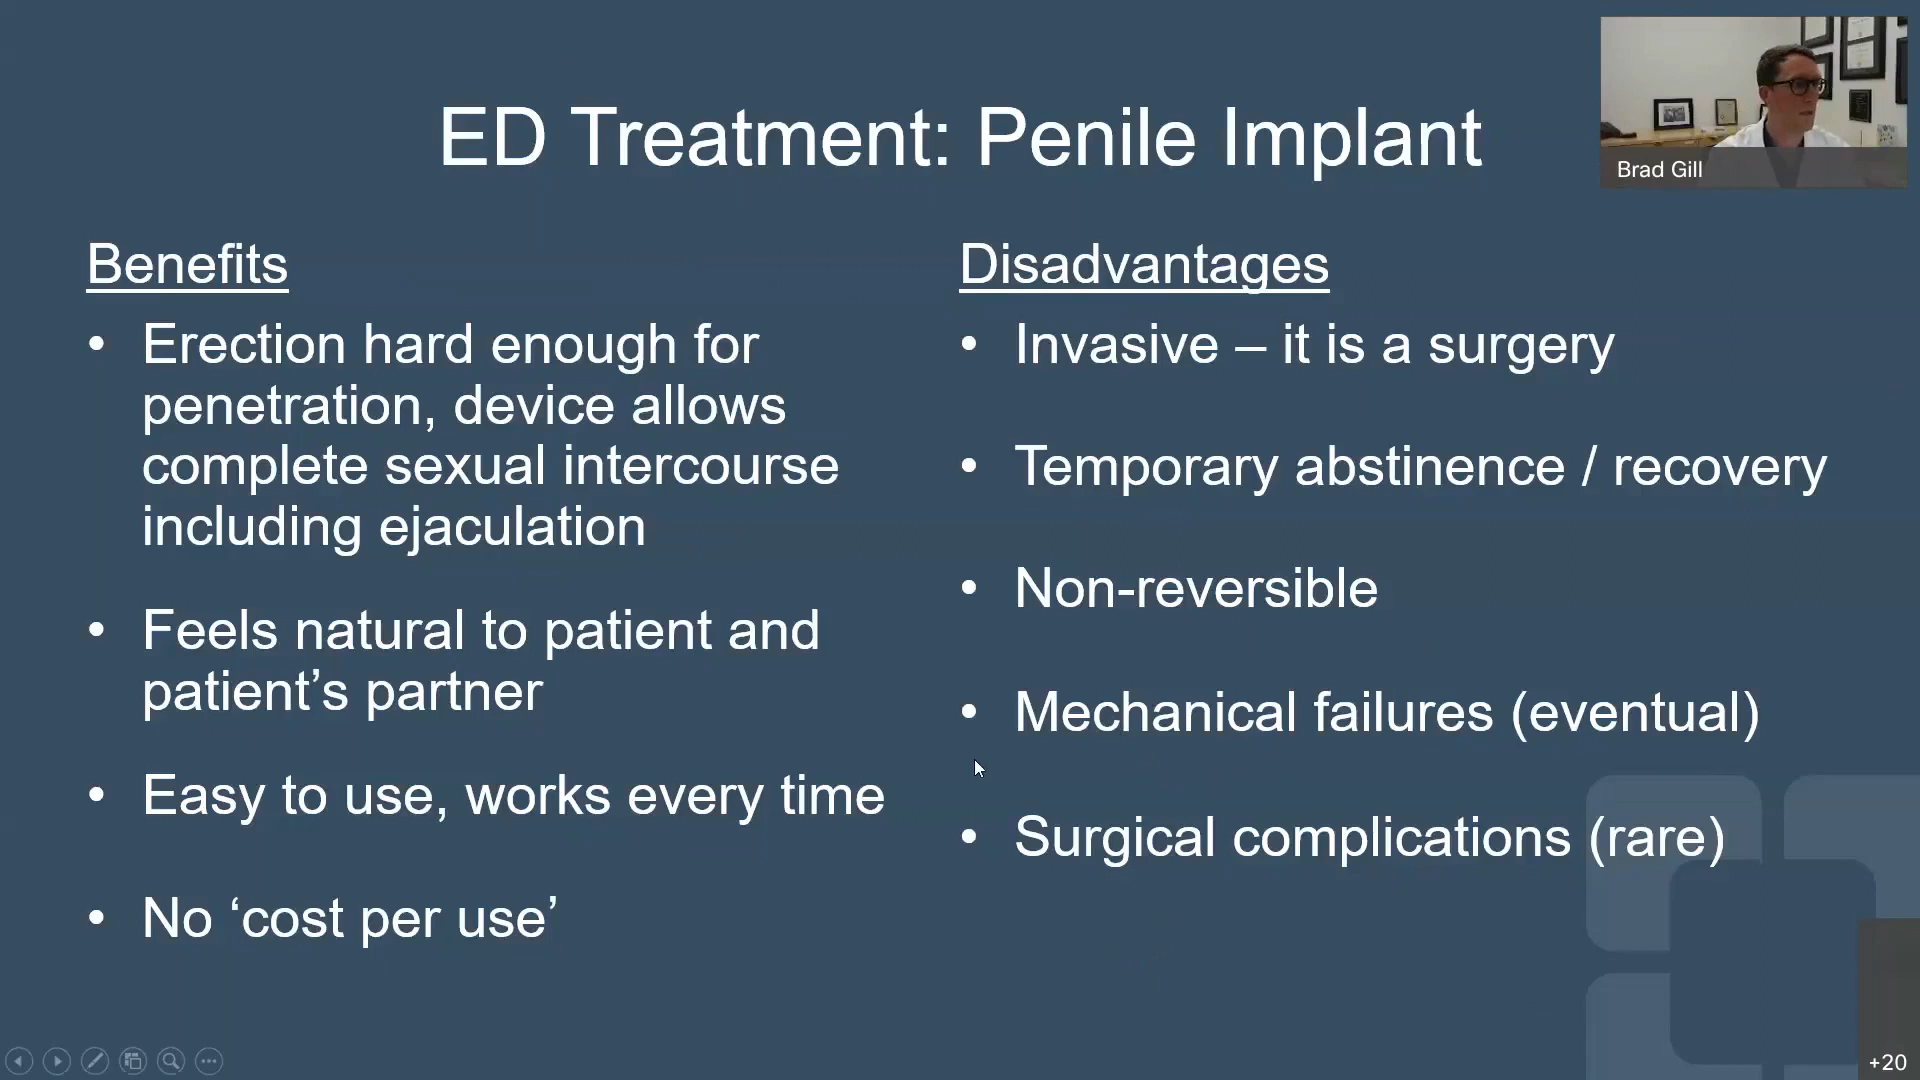 ED Treatment: Penile Implant
Brad Gill
Benefits
• Erection hard enough for
penetration, device allows
complete sexual intercourse
including ejaculation
• Feels natural to patient and
patient’s partner
• Easy to use, works every time
• No ‘cost per use’
Disadvantages
• Invasive – it is a surgery
• Temporary abstinence / recovery
• Non-reversible
• Mechanical failures (eventual)
• Surgical complications (rare)
+20